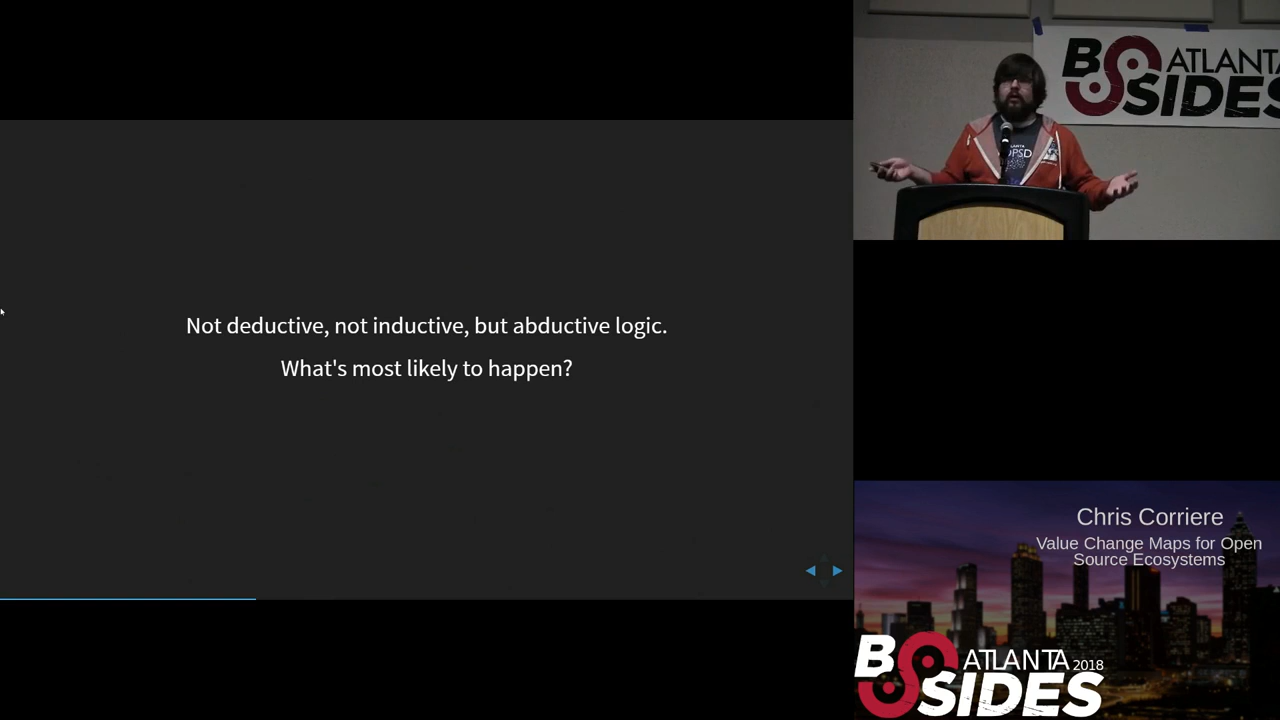 Not deductive, not inductive, but abductive logic.
What's most likely to happen?
B ATLANTA
SIDES
Chris Corriere
Value Change Maps for Open
Source Ecosystems
B ATLANTA 2018
SIDES